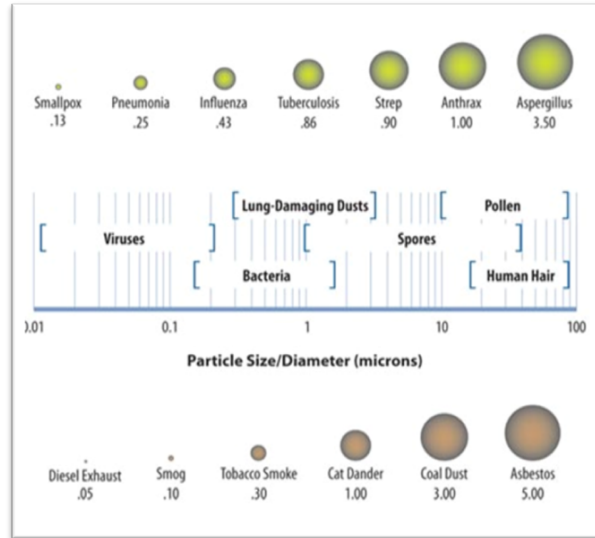 Smallpox Pneumonia Influenza Tuberculosis Strep Anthrax Aspergillus
.13 .25 .43 .86 .90 1.00 3.50
Lung-Damaging Dusts Pollen
Viruses Spores
Bacteria Human Hair
).01 0.1 1 10 100
Particle Size/Diameter (microns)
Diesel Exhaust Smog Tobacco Smoke Cat Dander Coal Dust Asbestos
.05 .10 .30 1.00 3.00 5.00